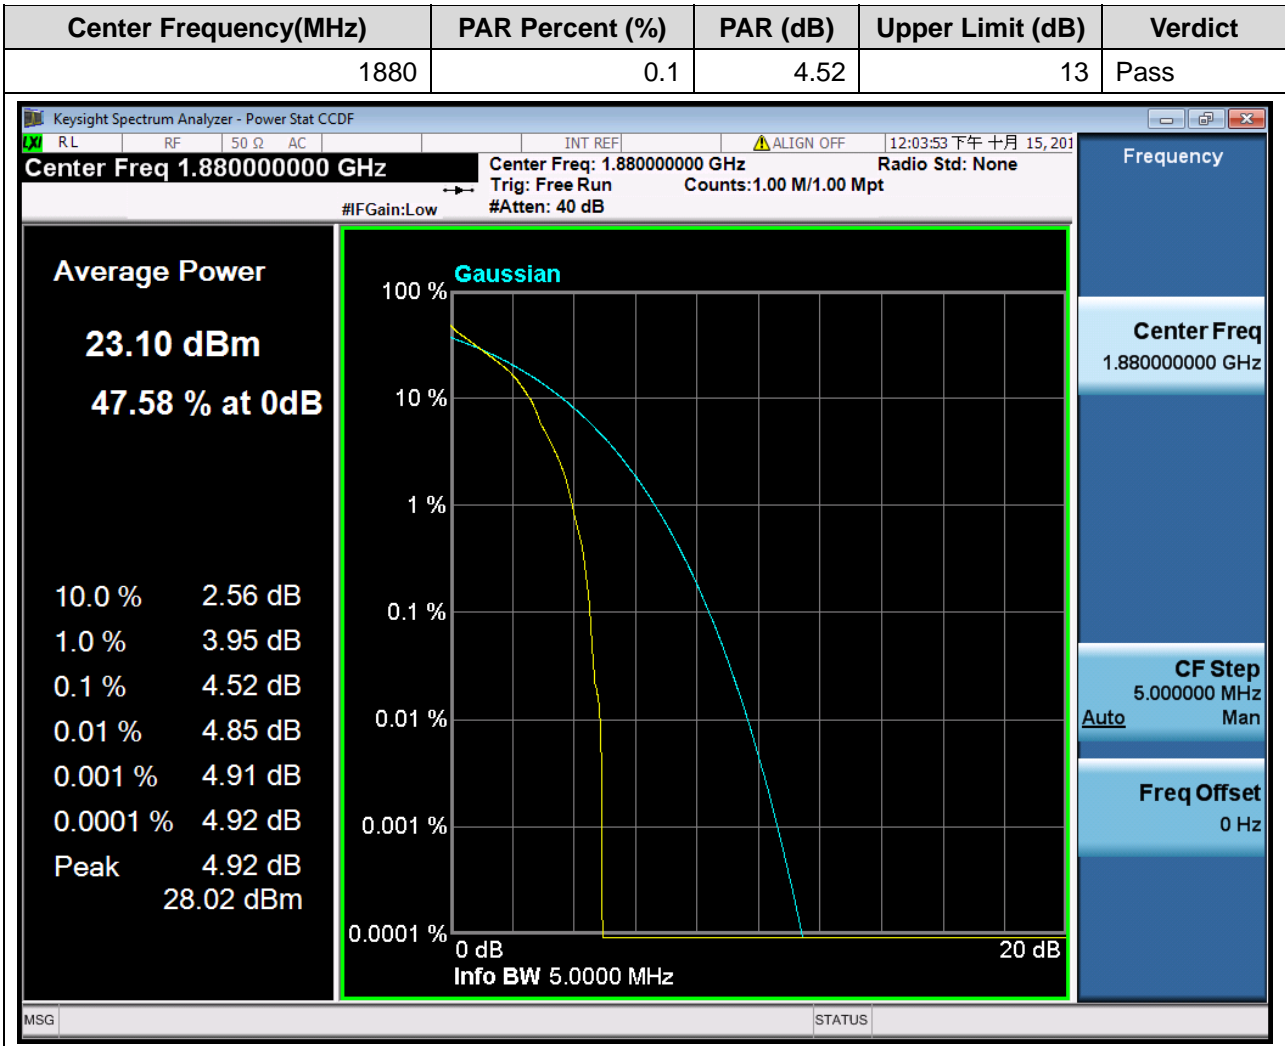 Center Frequency(MHz) PAR Percent (%) PAR (dB) Upper Limit (dB) Verdict
1880 0.1 4.52 13 Pass
Keysight Spectrum Analyzer - Power Stat CCDF
LXI RL RF 50 Ω AC INT REF ALIGN OFF 12:03:53 下午 十月 15, 201
Center Freq 1.880000000 GHz
Center Freq: 1.880000000 GHz Radio Std: None
Trig: Free Run Counts:1.00 M/1.00 Mpt
#IFGain:Low #Atten: 40 dB
Average Power
23.10 dBm
47.58 % at 0dB
10.0 % 2.56 dB
1.0 % 3.95 dB
0.1 % 4.52 dB
0.01 % 4.85 dB
0.001 % 4.91 dB
0.0001 % 4.92 dB
Peak 4.92 dB
28.02 dBm
Gaussian
100 %
10 %
1 %
0.1 %
0.01 %
0.001 %
0.0001 %
0 dB 20 dB
Info BW 5.0000 MHz
Frequency
Center Freq
1.880000000 GHz
CF Step
5.000000 MHz
Auto Man
Freq Offset
0 Hz
MSG STATUS